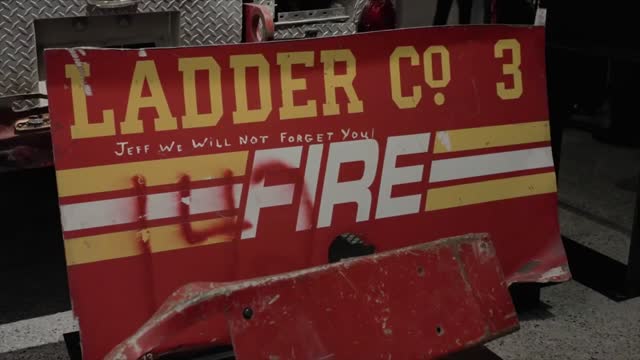 LADDER CO 3
JEFF WE WILL NOT FORGET YOU!
FIRE